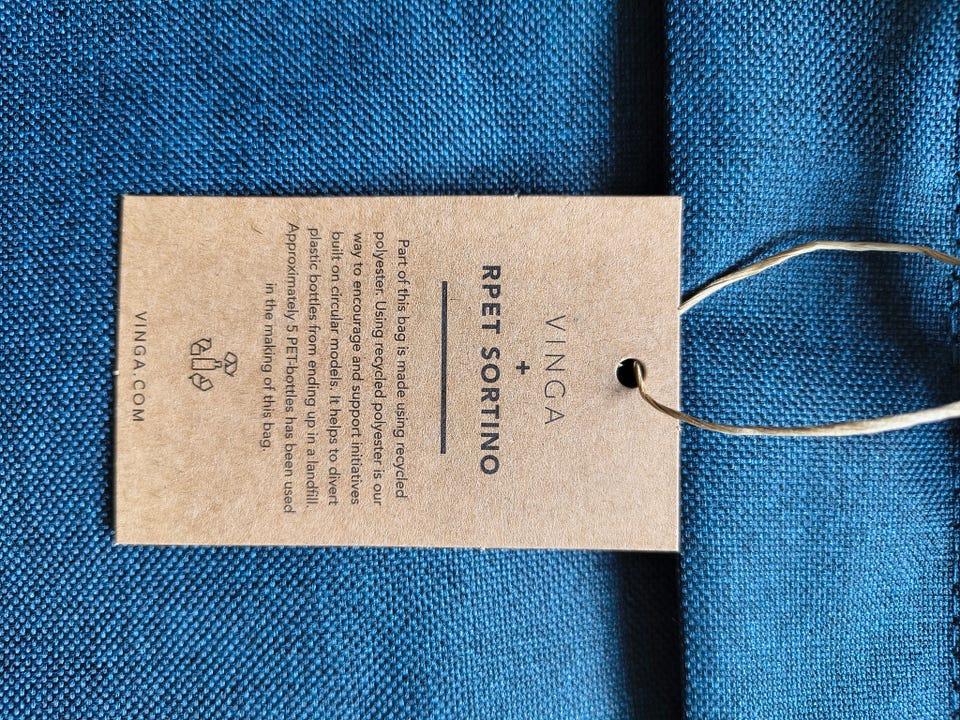 VINGA
+
RPET SORTINO
Part of this bag is made using recycled
polyester. Using recycled polyester is our
way to encourage and support initiatives
built on circular models. It helps to divert
plastic bottles from ending up in a landfill.
Approximately 5 PET-bottles has been used
in the making of this bag.
VINGA.COM